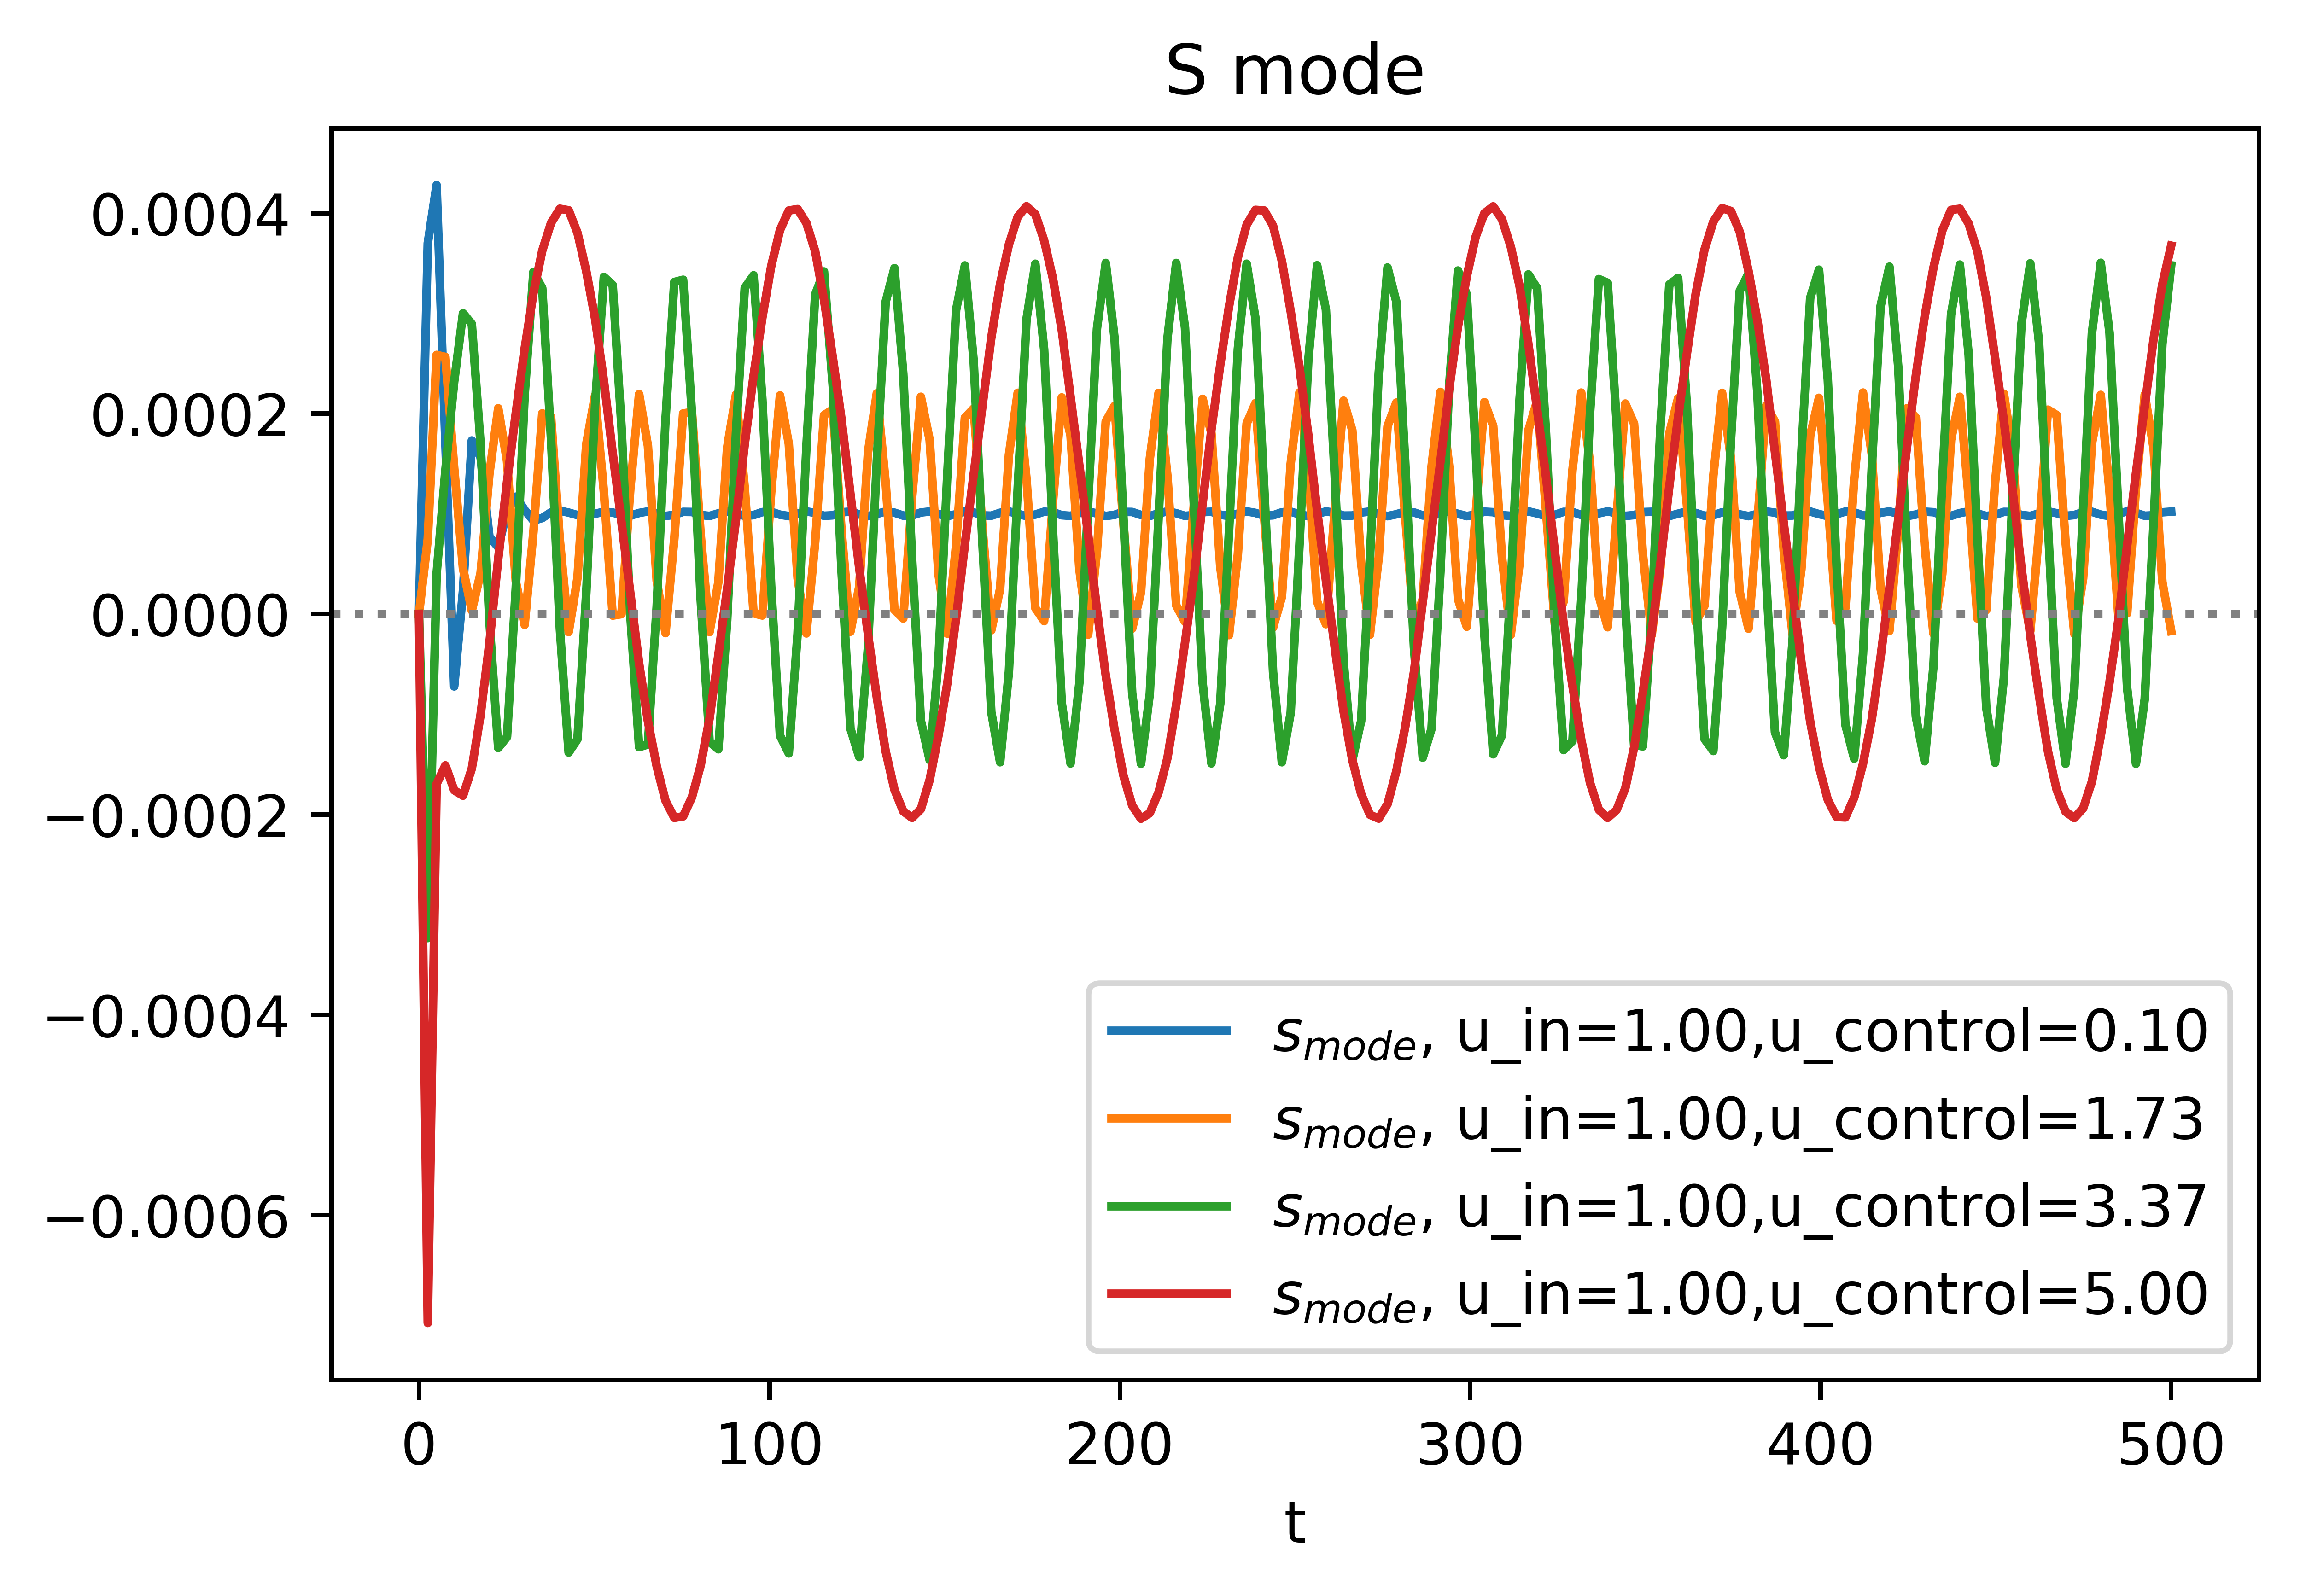 S mode
0.0004
0.0002
0.0000
−0.0002
−0.0004
−0.0006
s_mode, u_in=1.00,u_control=0.10
s_mode, u_in=1.00,u_control=1.73
s_mode, u_in=1.00,u_control=3.37
s_mode, u_in=1.00,u_control=5.00
0 100 200 300 400 500
t